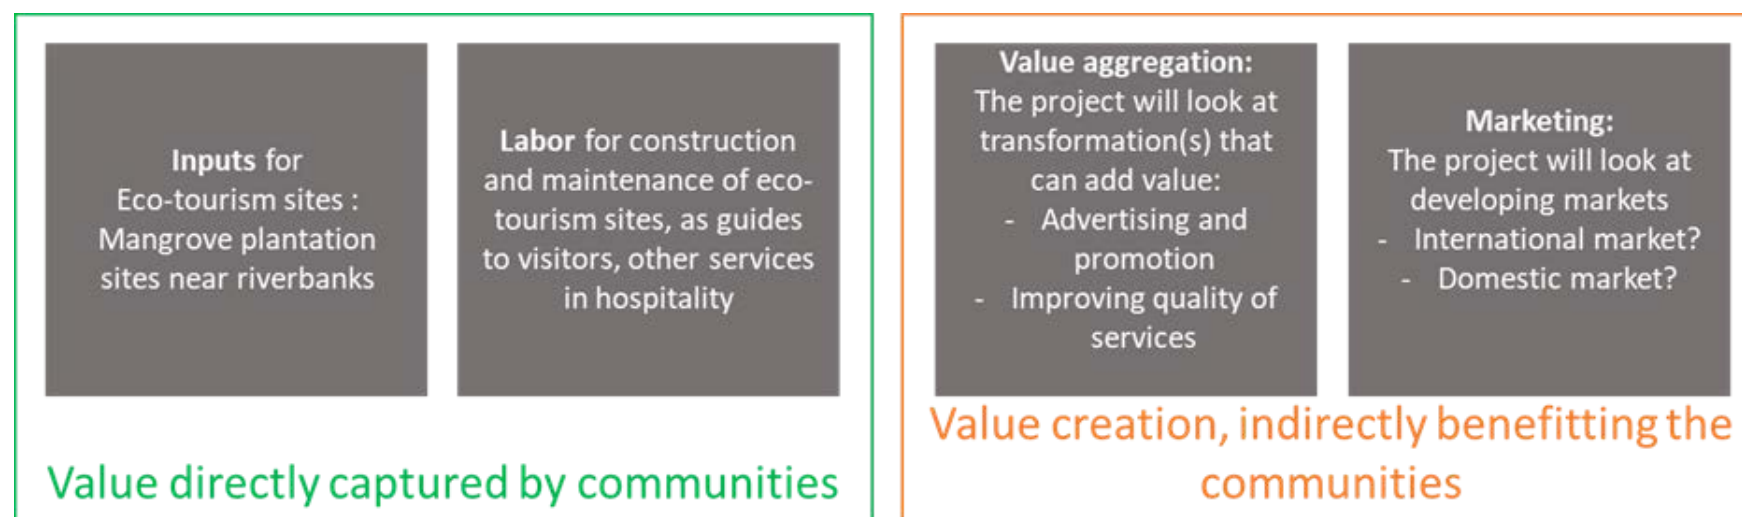 Inputs for
Eco-tourism sites :
Mangrove plantation
sites near riverbanks
Labor for construction
and maintenance of eco-
tourism sites, as guides
to visitors, other services
in hospitality
Value directly captured by communities
Value aggregation:
The project will look at
transformation(s) that
can add value:
- Advertising and
promotion
- Improving quality of
services
Marketing:
The project will look at
developing markets
- International market?
- Domestic market?
Value creation, indirectly benefitting the
communities